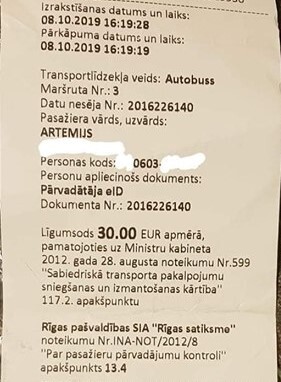 Izrakstīšanas datums un laiks:
08.10.2019 16:19:28
Pārkāpuma datums un laiks:
08.10.2019 16:19:19
Transportlīdzekļa veids: Autobuss
Maršruta Nr.: 3
Datu nesēja Nr.: 2016226140
Pasažiera vārds, uzvārds:
ARTEMIJS
Personas kods: 0603-
Personu apliecinošs dokuments:
Pārvadātāja eID
Dokumenta Nr.: 2016226140
Līgumsods 30.00 EUR apmērā,
pamatojoties uz Ministru kabineta
2012. gada 28. augusta noteikumu Nr.599
"Sabiedriskā transporta pakalpojumu
sniegšanas un izmantošanas kārtība"
117.2. apakšpunktu
Rīgas pašvaldības SIA "Rīgas satiksme"
noteikumu Nr.INA-NOT/2012/8
"Par pasažieru pārvadājumu kontroli"
apakšpunkts 13.4